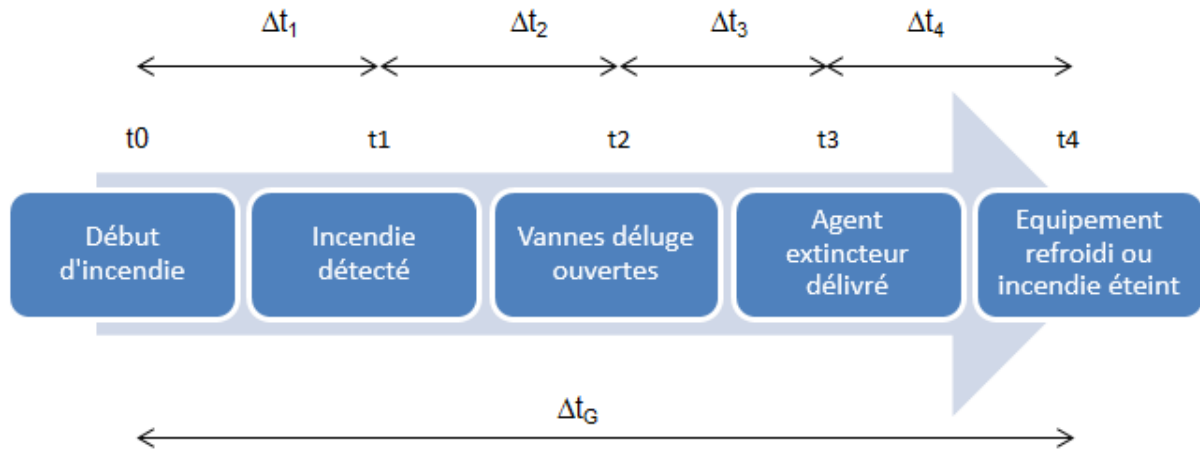 Δt1 Δt2 Δt3 Δt4
t0 t1 t2 t3 t4
Début
d'incendie
Incendie
détecté
Vannes déluge
ouvertes
Agent
extincteur
délivré
Equipement
refroidi ou
incendie éteint
ΔtG